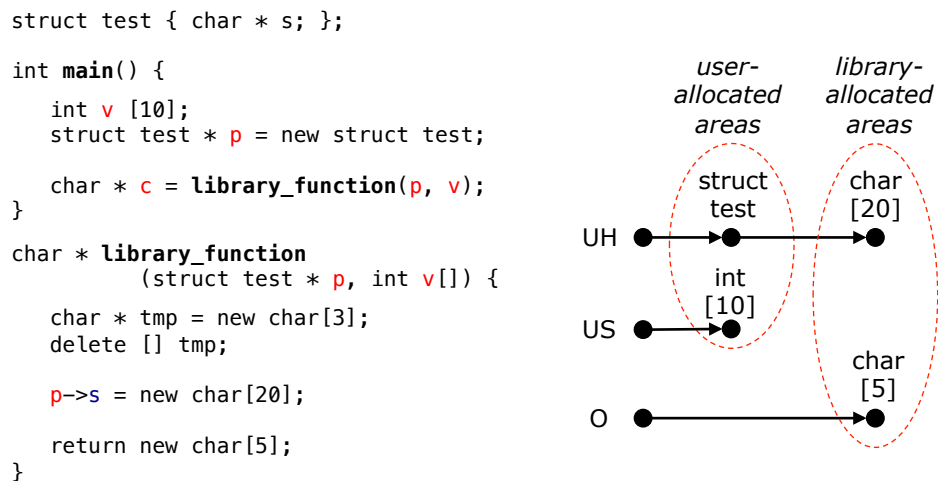 struct test { char * s; };
int main() {
int v [10];
struct test * p = new struct test;
char * c = library_function(p, v);
}
char * library_function
(struct test * p, int v[]) {
char * tmp = new char[3];
delete [] tmp;
p->s = new char[20];
return new char[5];
}
user-
allocated
areas
library-
allocated
areas
struct
test
char
[20]
UH
int
[10]
US
char
[5]
O